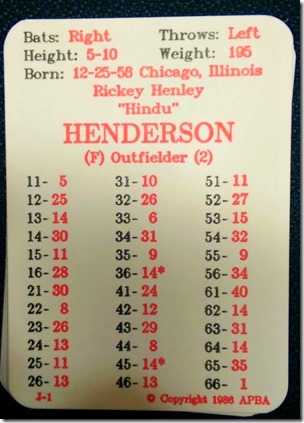 Bats: Right Throws: Left
Height: 5-10 Weight: 195
Born: 12-25-58 Chicago, Illinois
Rickey Henley
"Hindu"
HENDERSON
(F) Outfielder (2)
11- 5 31- 10 51- 11
12- 25 32- 26 52- 27
13- 14 33- 6 53- 15
14- 30 34- 31 54- 32
15- 11 35- 9 55- 9
16- 28 36- 14* 56- 34
21- 30 41- 24 61- 40
22- 8 42- 12 62- 14
23- 26 43- 29 63- 31
24- 13 44- 8 64- 14
25- 11 45- 14* 65- 35
26- 13 46- 13 66- 1
J-1 © Copyright 1986 APBA